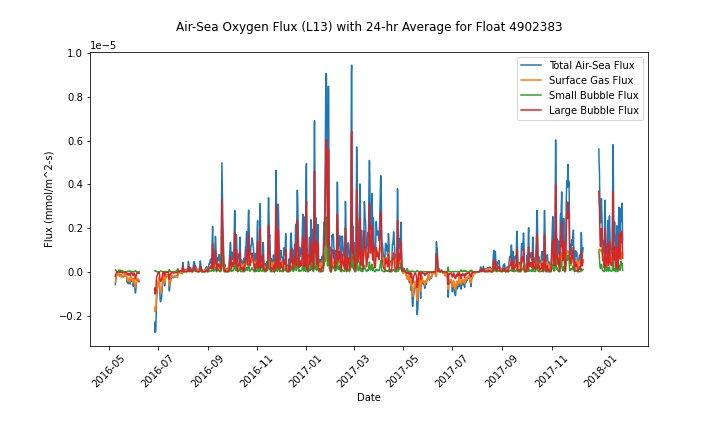 Air-Sea Oxygen Flux (L13) with 24-hr Average for Float 4902383
1e−5
Total Air-Sea Flux
Surface Gas Flux
Small Bubble Flux
Large Bubble Flux
1.0
0.8
0.6
0.4
0.2
0.0
−0.2
Flux (mmol/m^2-s)
2016-05
2016-07
2016-09
2016-11
2017-01
2017-03
2017-05
2017-07
2017-09
2017-11
2018-01
Date